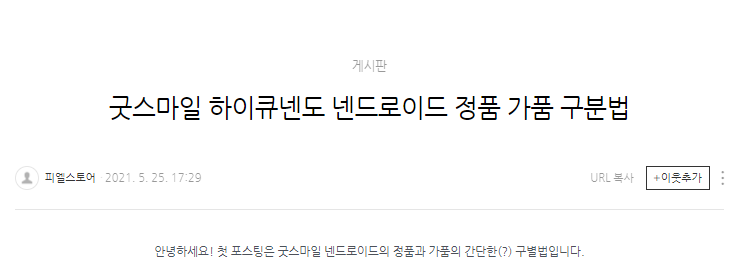 게시판
굿스마일 하이큐넨도 넨드로이드 정품 가품 구분법
피엘스토어 · 2021. 5. 25. 17:29
URL 복사 +이웃추가
안녕하세요! 첫 포스팅은 굿스마일 넨드로이드의 정품과 가품의 간단한(?) 구별법입니다.